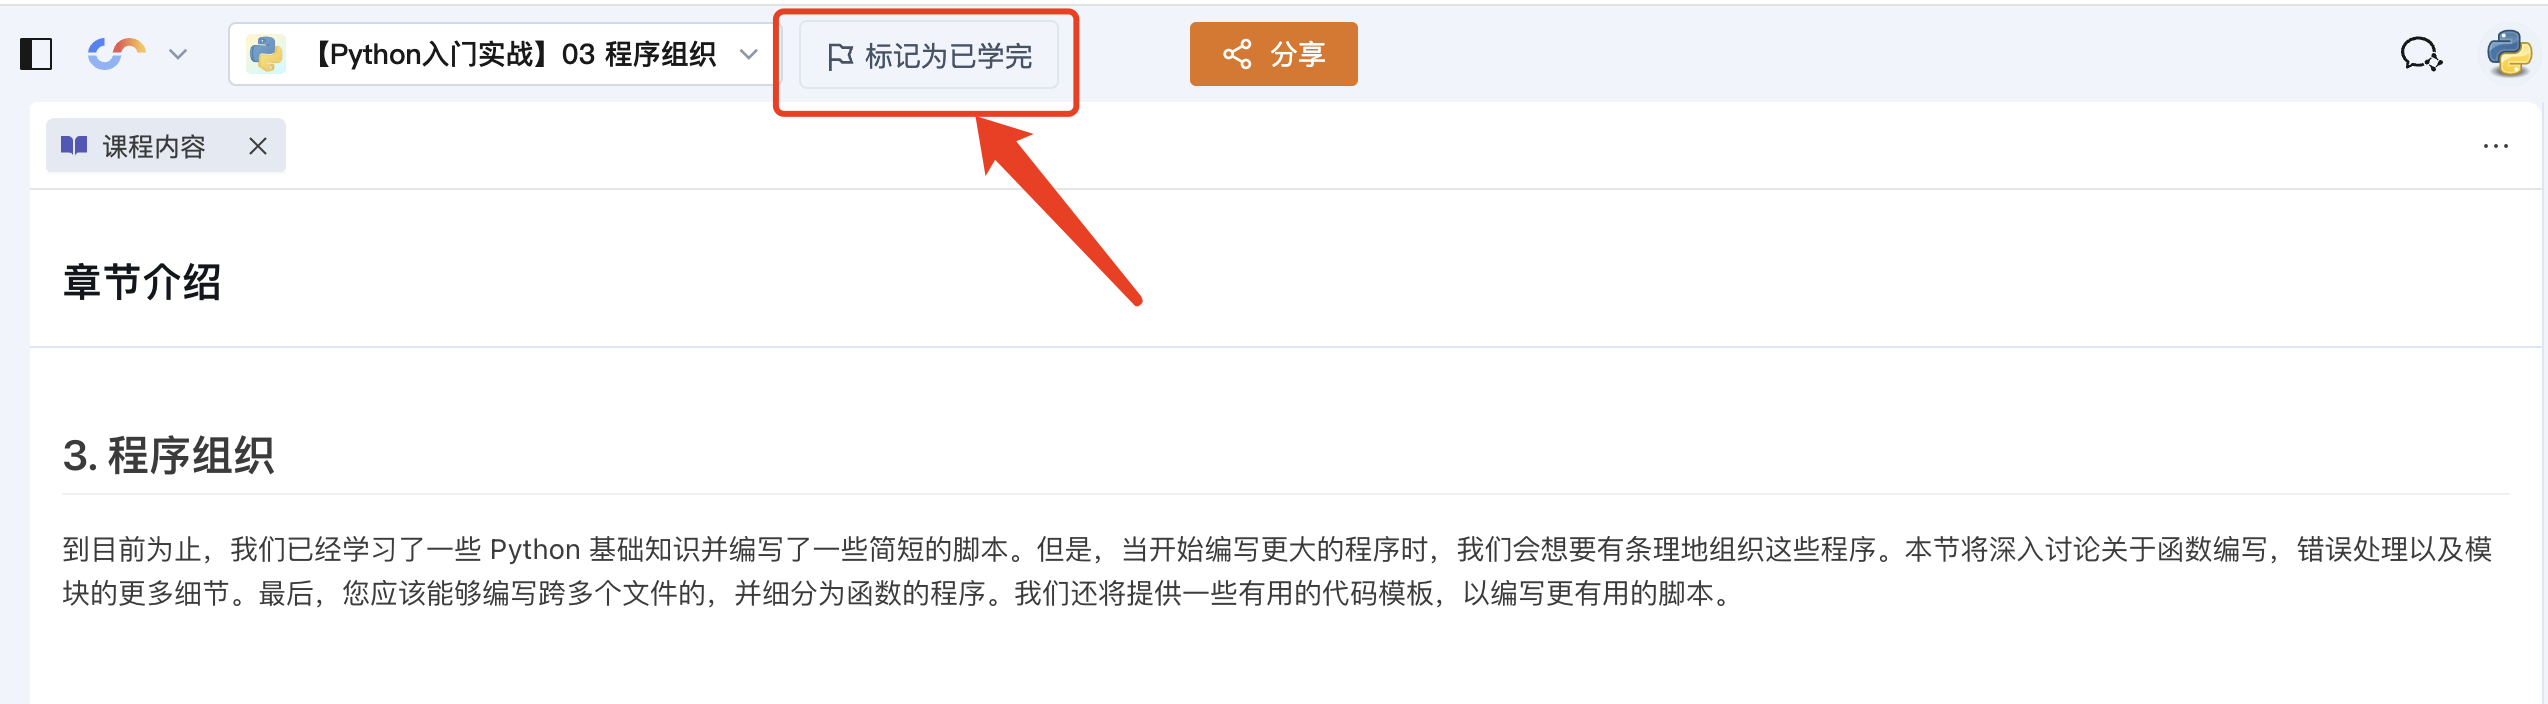 【Python入门实战】03 程序组织
标记为已学完
分享
课程内容
章节介绍
3. 程序组织
到目前为止，我们已经学习了一些 Python 基础知识并编写了一些简短的脚本。但是，当开始编写更大的程序时，我们会想要有条理地组织这些程序。本节将深入讨论关于函数编写，错误处理以及模
块的更多细节。最后，您应该能够编写跨多个文件的，并细分为函数的程序。我们还将提供一些有用的代码模板，以编写更有用的脚本。